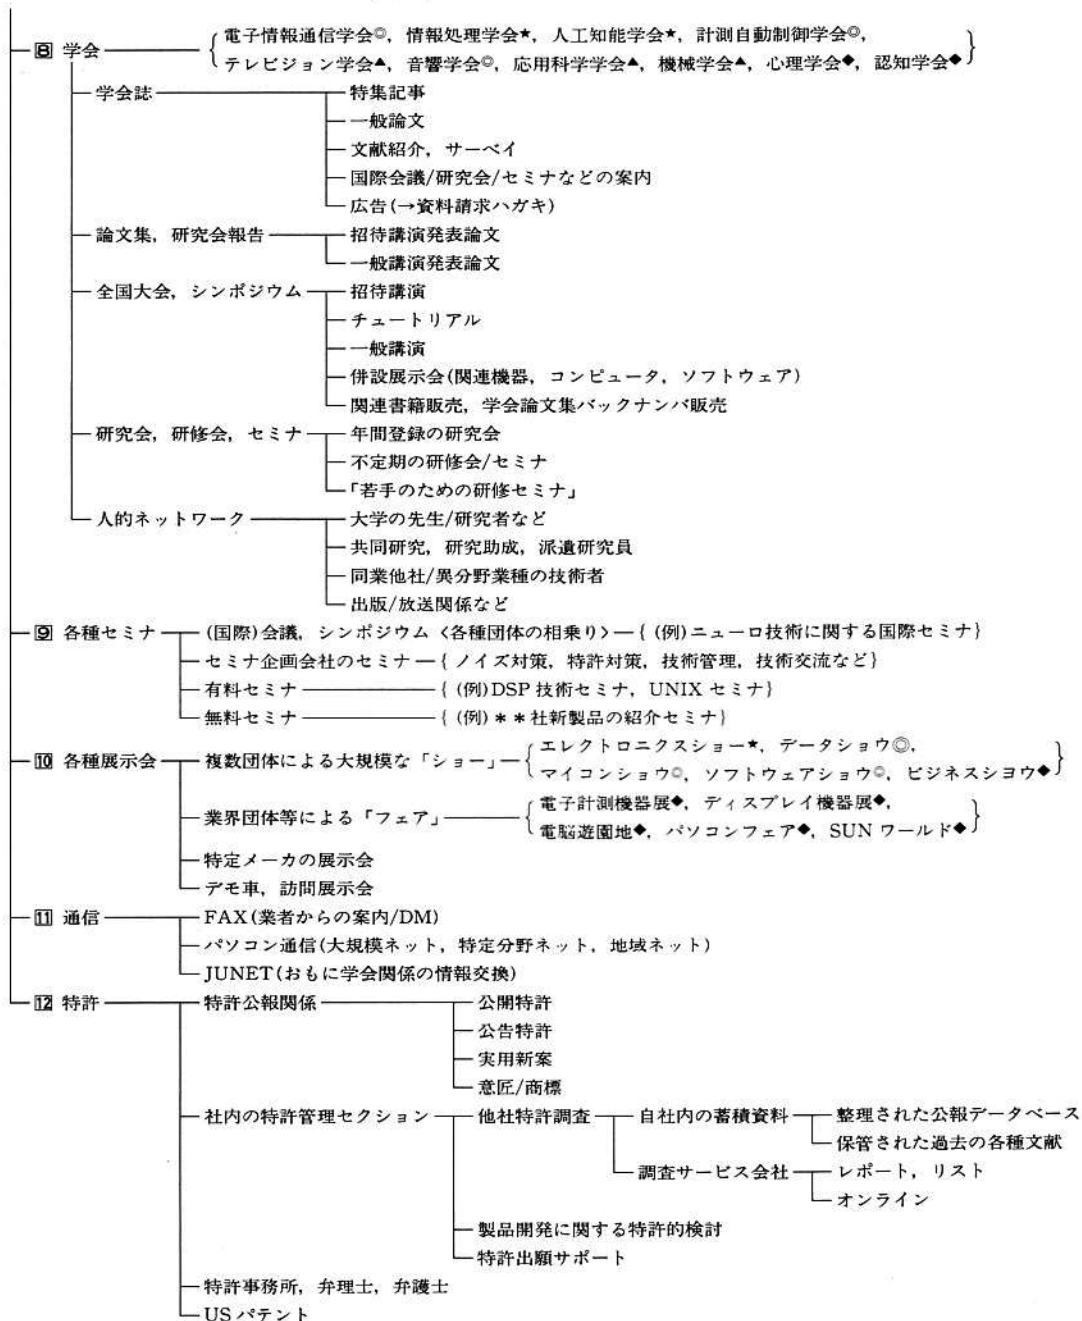 8 学会 { 電子情報通信学会◎, 情報処理学会★, 人工知能学会★, 計測自動制御学会◎,
テレビジョン学会▲, 音響学会◎, 応用科学学会▲, 機械学会▲, 心理学会◆, 認知学会◆ }
学会誌 特集記事
一般論文
文献紹介, サーベイ
国際会議/研究会/セミナなどの案内
広告(→資料請求ハガキ)
論文集, 研究会報告 招待講演発表論文
一般講演発表論文
全国大会, シンポジウム 招待講演
チュートリアル
一般講演
併設展示会(関連機器, コンピュータ, ソフトウェア)
関連書籍販売, 学会論文集バックナンバ販売
研究会, 研修会, セミナ 年間登録の研究会
不定期の研修会/セミナ
「若手のための研修セミナ」
人的ネットワーク 大学の先生/研究者など
共同研究, 研究助成, 派遣研究員
同業他社/異分野業種の技術者
出版/放送関係など
9 各種セミナ (国際)会議, シンポジウム〈各種団体の相乗り〉 { (例)ニューロ技術に関する国際セミナ}
セミナ企画会社のセミナ { ノイズ対策, 特許対策, 技術管理, 技術交流など}
有料セミナ { (例)DSP 技術セミナ, UNIX セミナ}
無料セミナ { (例)**社新製品の紹介セミナ}
10 各種展示会 複数団体による大規模な「ショー」 { エレクトロニクスショー★, データショウ◎,
マイコンショウ◎, ソフトウェアショウ◎, ビジネスシヨウ◆ }
業界団体等による「フェア」 { 電子計測機器展◆, ディスプレイ機器展◆,
電脳遊園地◆, パソコンフェア◆, SUN ワールド◆ }
特定メーカの展示会
デモ車, 訪問展示会
11 通信 FAX(業者からの案内/DM)
パソコン通信(大規模ネット, 特定分野ネット, 地域ネット)
JUNET(おもに学会関係の情報交換)
12 特許 特許公報関係 公開特許
公告特許
実用新案
意匠/商標
社内の特許管理セクション 他社特許調査 自社内の蓄積資料 整理された公報データベース
保管された過去の各種文献
調査サービス会社 レポート, リスト
オンライン
製品開発に関する特許的検討
特許出願サポート
特許事務所, 弁理士, 弁護士
US パテント